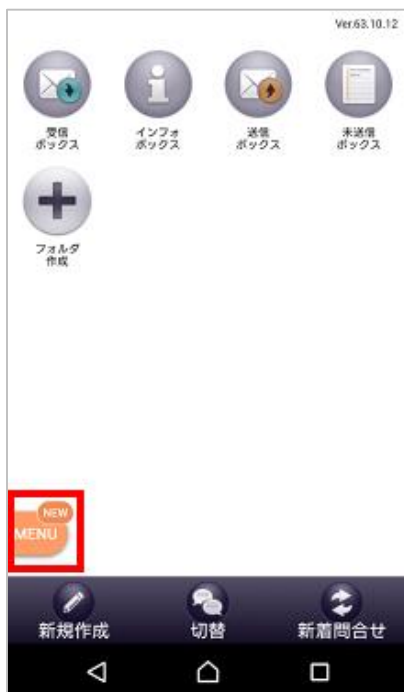 Ver.63.10.12
受信
ボックス
インフォ
ボックス
送信
ボックス
未送信
ボックス
フォルダ
作成
NEW
MENU
新規作成
切替
新着問合せ